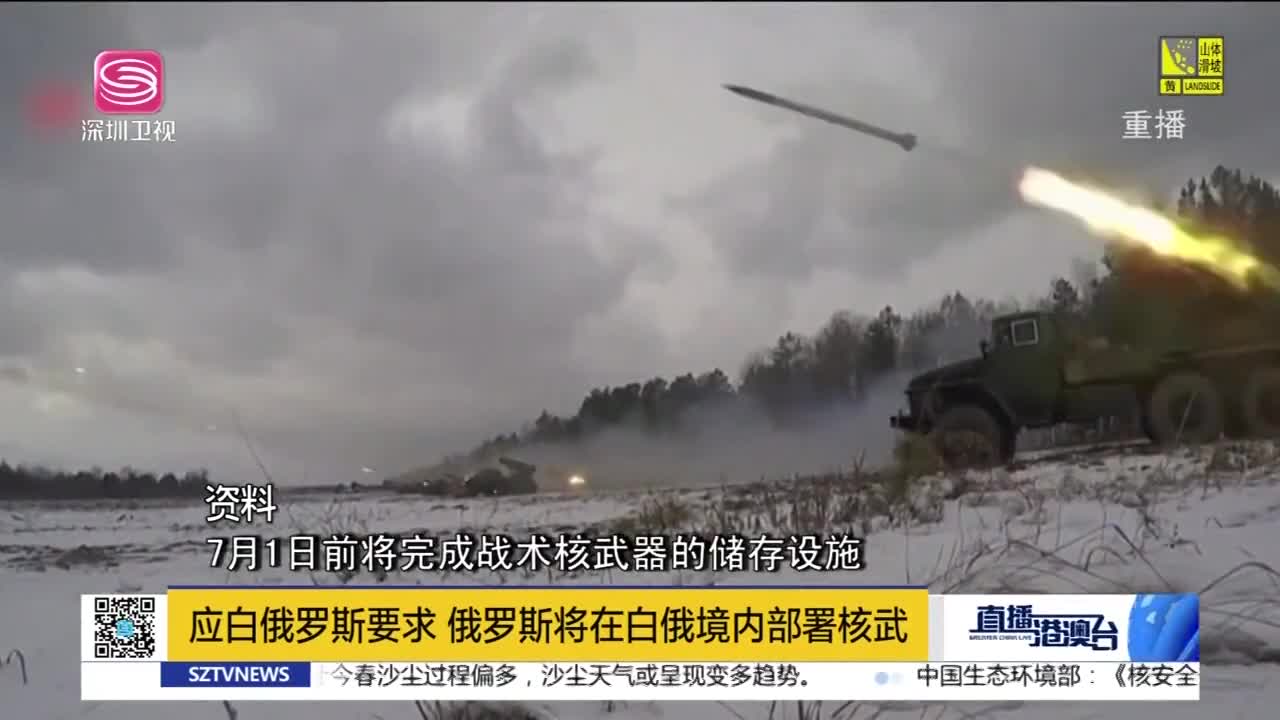 深圳卫视
山体
滑坡
黄 LANDSLIDE
重播
资料
7月1日前将完成战术核武器的储存设施
应白俄罗斯要求 俄罗斯将在白俄境内部署核武
直播港澳台
GREATER CHINA LIVE
SZTVNEWS
今春沙尘过程偏多，沙尘天气或呈现变多趋势。 中国生态环境部：《核安全